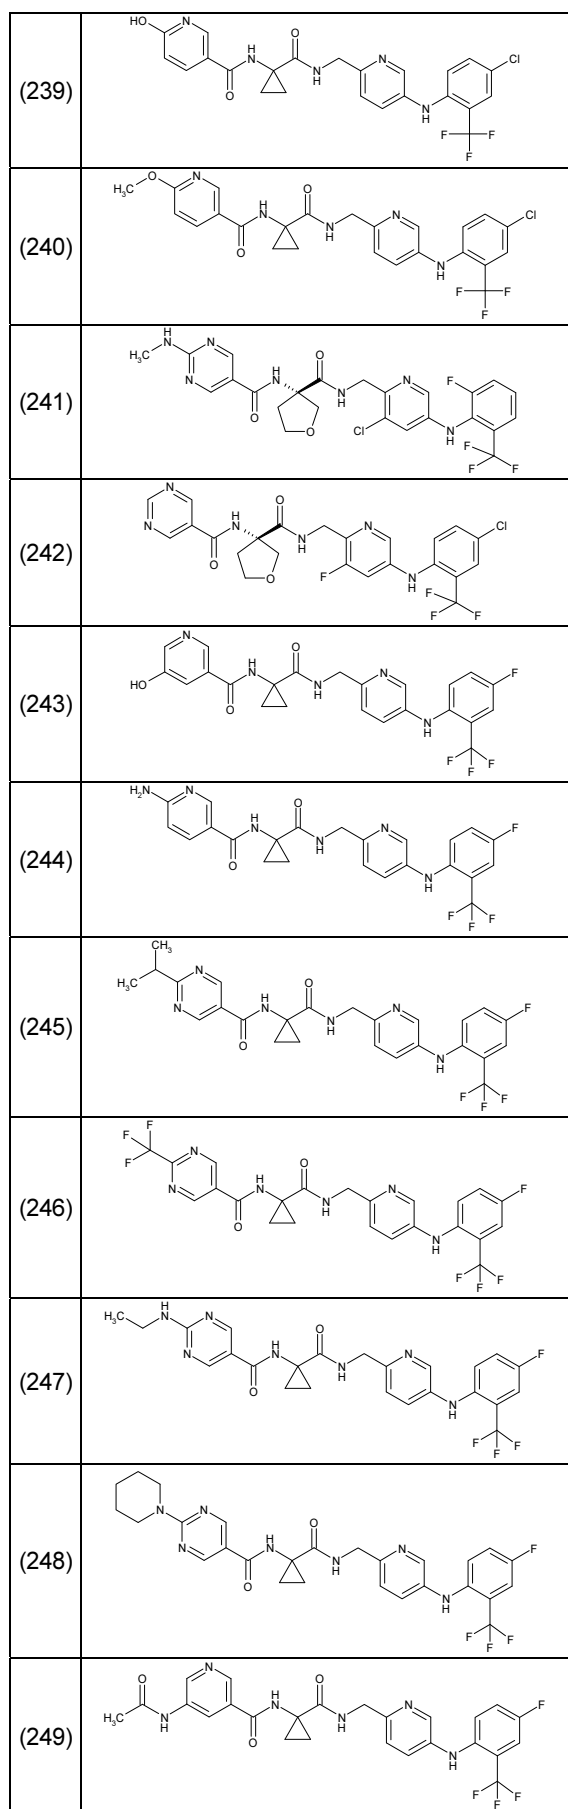 (239)
HO N O H N N H N Cl O N H F F F
(240)
H₃C O N O H N N H N Cl O N H F F F
(241)
H N H₃C N N O H N N H N F O O Cl N H F F F
(242)
N N O H N N H N Cl O O F N H F F F
(243)
N HO O H N N H N F O N H F F F
(244)
H₂N N O H N N H N F O N H F F F
(245)
CH₃ H₃C N N O H N N H N F O N H F F F
(246)
F F F N N O H N N H N F O N H F F F
(247)
H₃C H N N N O H N N H N F O N H F F F
(248)
N N N O H N N H N F O N H F F F
(249)
O H₃C N H N O H N N H N F O N H F F F